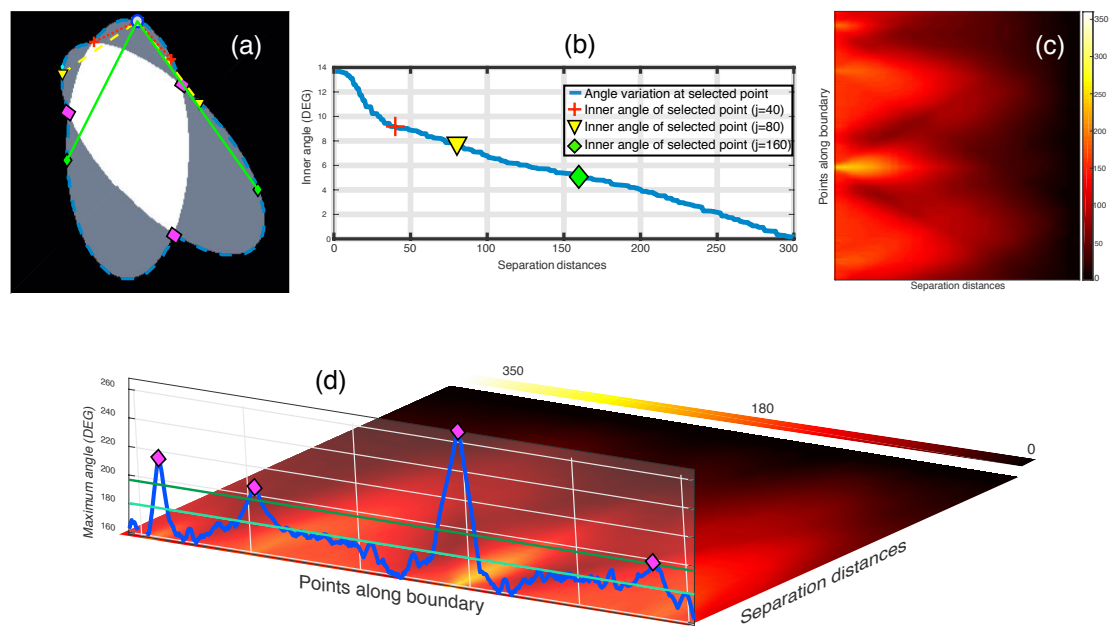 (a)
(b)
Inner angle (DEG)
14
12
10
8
6
4
2
0
0
50
100
150
200
250
300
Separation distances
Angle variation at selected point
Inner angle of selected point (j=40)
Inner angle of selected point (j=80)
Inner angle of selected point (j=160)
(c)
Points along boundary
Separation distances
350
300
250
200
150
100
50
0
(d)
Maximum angle (DEG)
260
240
220
200
180
160
Points along boundary
350
180
0
Separation distances